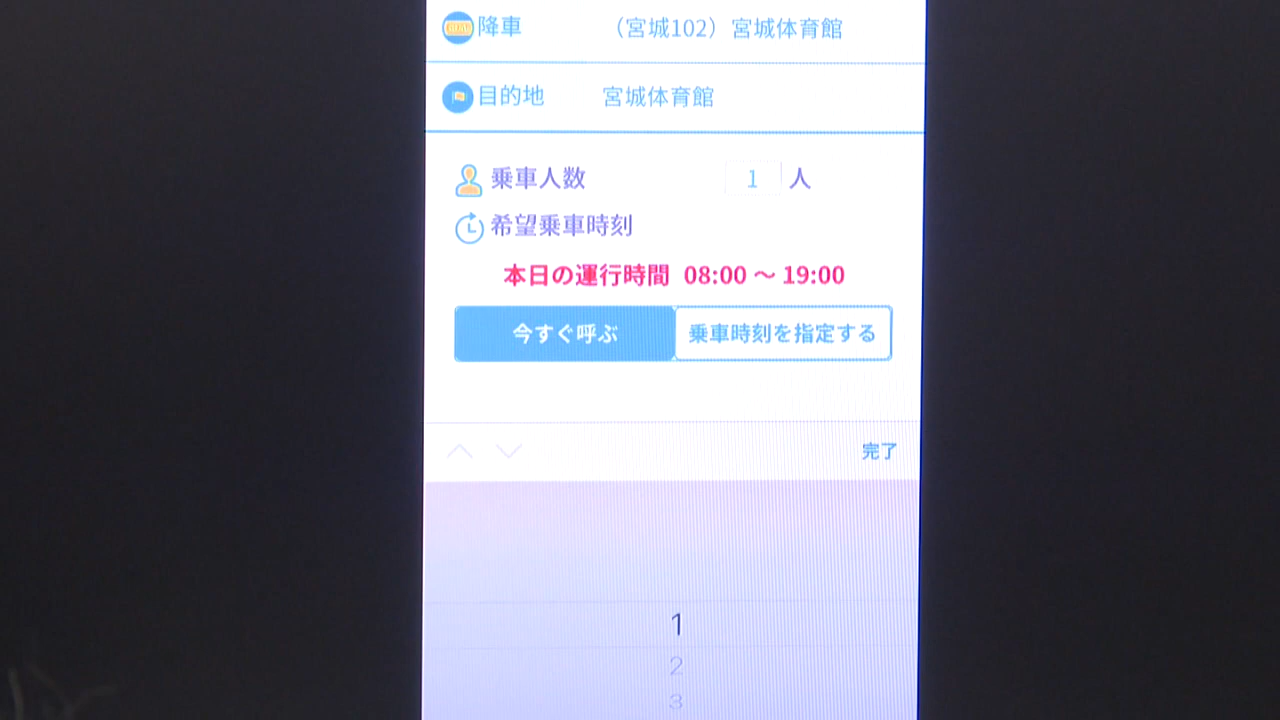 降車 （宮城102）宮城体育館
目的地 宮城体育館
乗車人数 1 人
希望乗車時刻
本日の運行時間 08:00 ～ 19:00
今すぐ呼ぶ 乗車時刻を指定する
完了
1
2
3